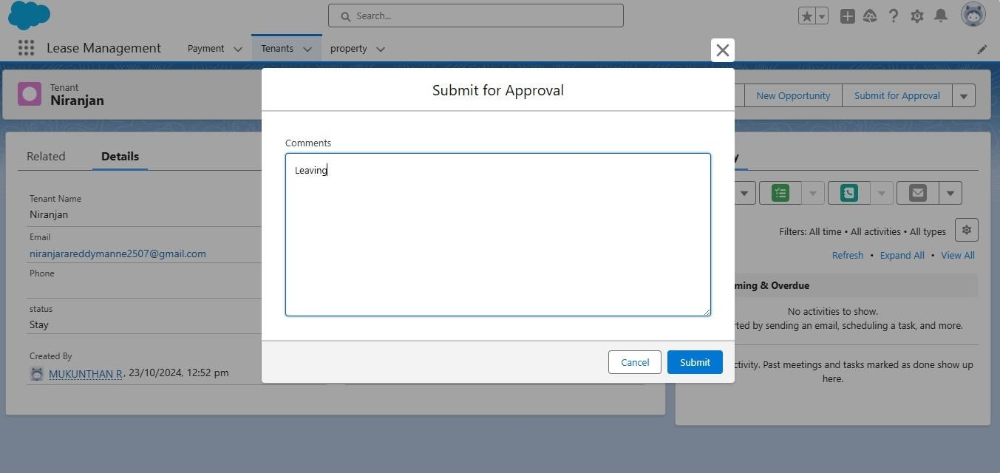 Search...
Lease Management
Payment
Tenants
property
Tenant
Niranjan
New Opportunity
Submit for Approval
Submit for Approval
Comments
Leaving
Cancel
Submit
Related
Details
Tenant Name
Niranjan
Email
niranjarareddymanne2507@gmail.com
Phone
status
Stay
Created By
MUKUNTHAN R, 23/10/2024, 12:52 pm
y
Filters: All time • All activities • All types
Refresh • Expand All • View All
ming & Overdue
No activities to show.
rted by sending an email, scheduling a task, and more.
ctivity. Past meetings and tasks marked as done show up
here.